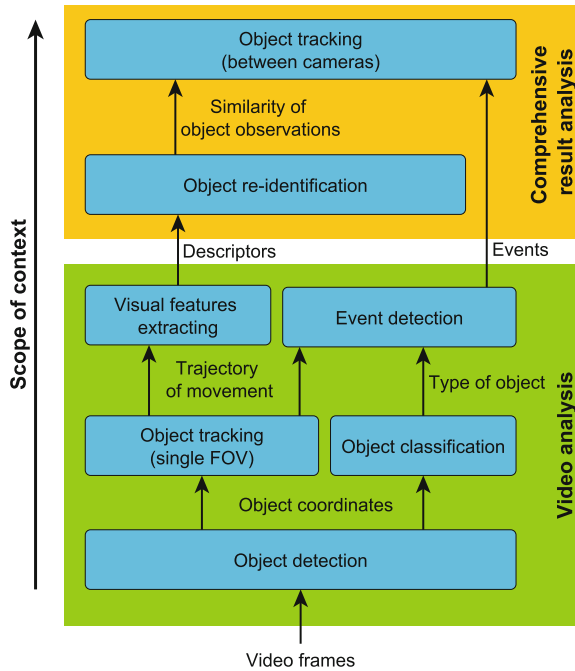 Object tracking
(between cameras)
Similarity of
object observations
Object re-identification
Comprehensive
result analysis
Descriptors
Events
Visual features
extracting
Event detection
Trajectory
of movement
Type of object
Object tracking
(single FOV)
Object classification
Object coordinates
Object detection
Video analysis
Video frames
Scope of context